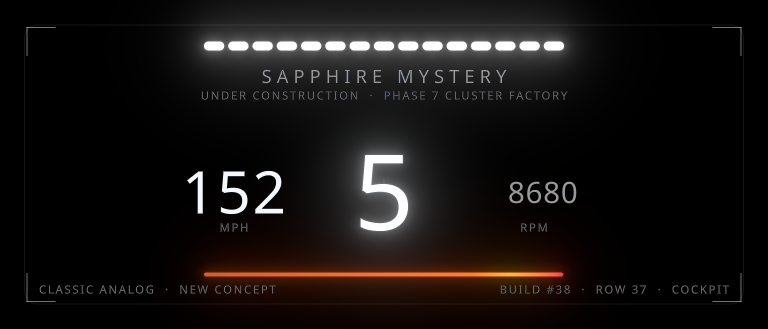 SAPPHIRE MYSTERY
UNDER CONSTRUCTION · PHASE 7 CLUSTER FACTORY
152
MPH
5
8680
RPM
CLASSIC ANALOG · NEW CONCEPT
BUILD #38 · ROW 37 · COCKPIT